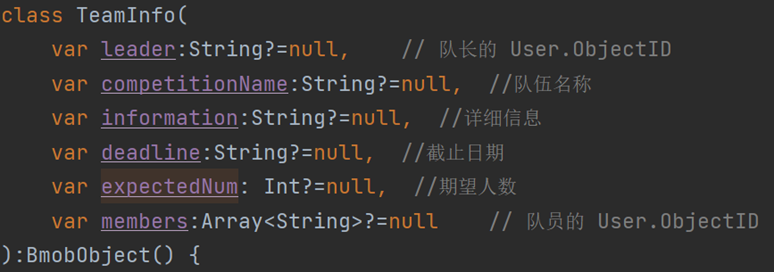 class TeamInfo(
    var leader:String?=null,    // 队长的 User.ObjectID
    var competitionName:String?=null,  //队伍名称
    var information:String?=null,  //详细信息
    var deadline:String?=null,  //截止日期
    var expectedNum: Int?=null,  //期望人数
    var members:Array<String>?=null    // 队员的 User.ObjectID
):BmobObject() {